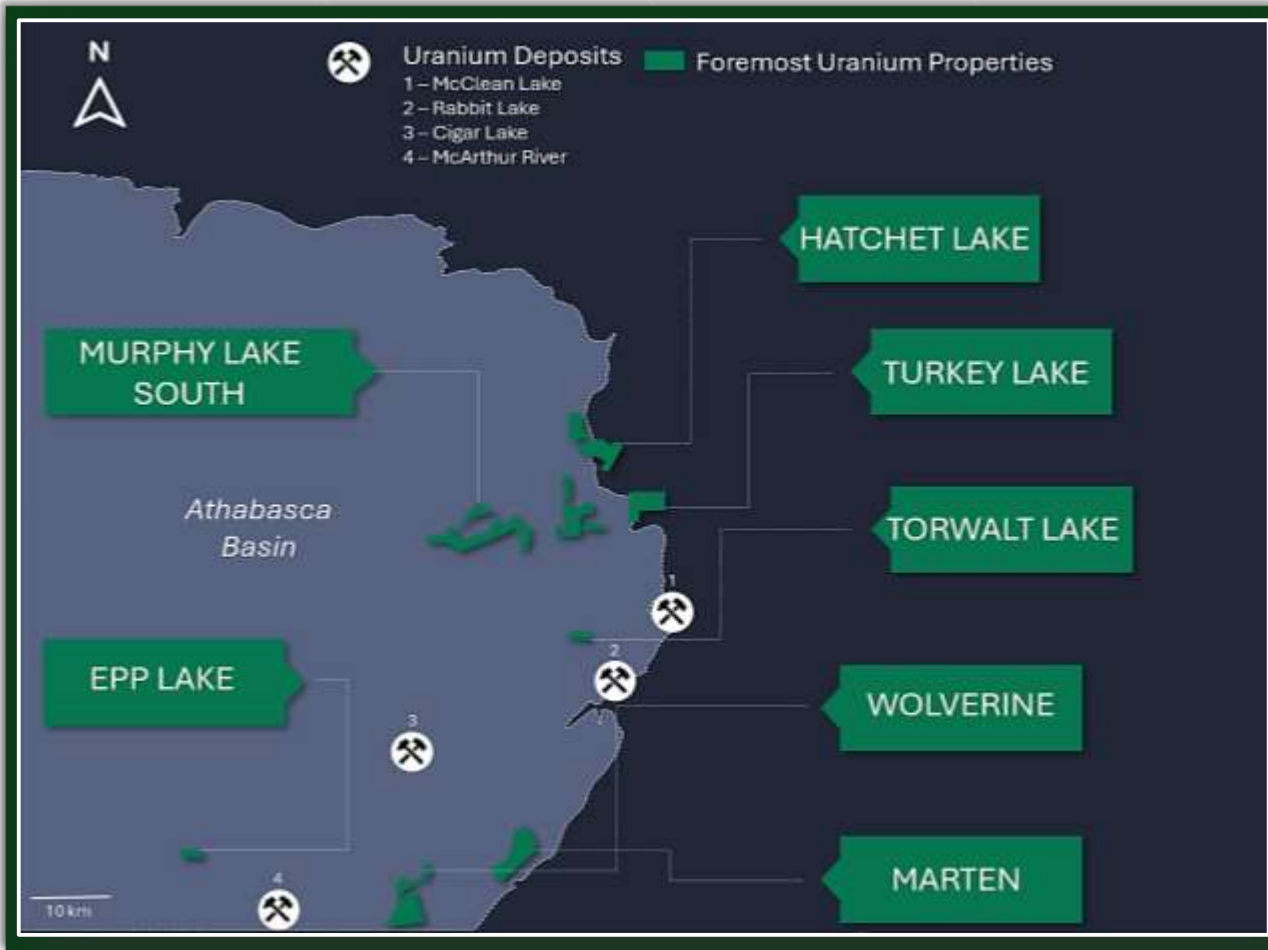 N
Uranium Deposits
1 – McClean Lake
2 – Rabbit Lake
3 – Cigar Lake
4 – McArthur River
Foremost Uranium Properties
HATCHET LAKE
MURPHY LAKE
SOUTH
TURKEY LAKE
Athabasca
Basin
TORWALT LAKE
1
2
EPP LAKE
WOLVERINE
3
MARTEN
4
10 km